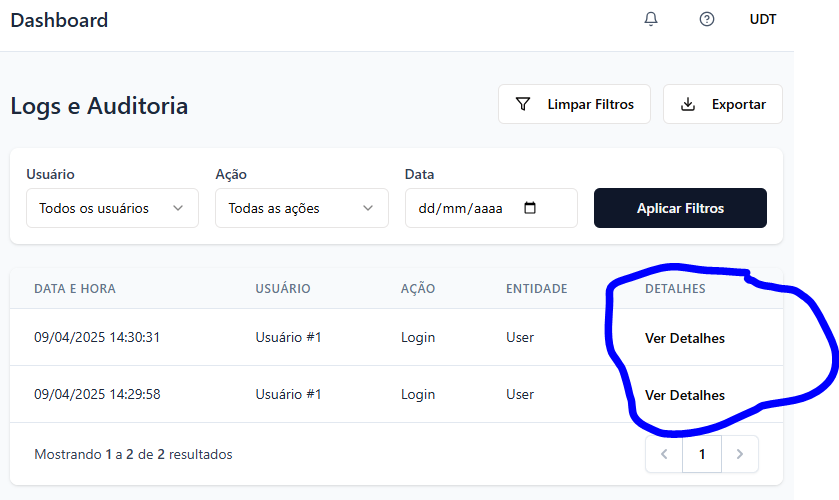 Dashboard UDT
Logs e Auditoria Limpar Filtros Exportar
Usuário Ação Data
Todos os usuários Todas as ações dd/mm/aaaa Aplicar Filtros
DATA E HORA USUÁRIO AÇÃO ENTIDADE DETALHES
09/04/2025 14:30:31 Usuário #1 Login User Ver Detalhes
09/04/2025 14:29:58 Usuário #1 Login User Ver Detalhes
Mostrando 1 a 2 de 2 resultados 1